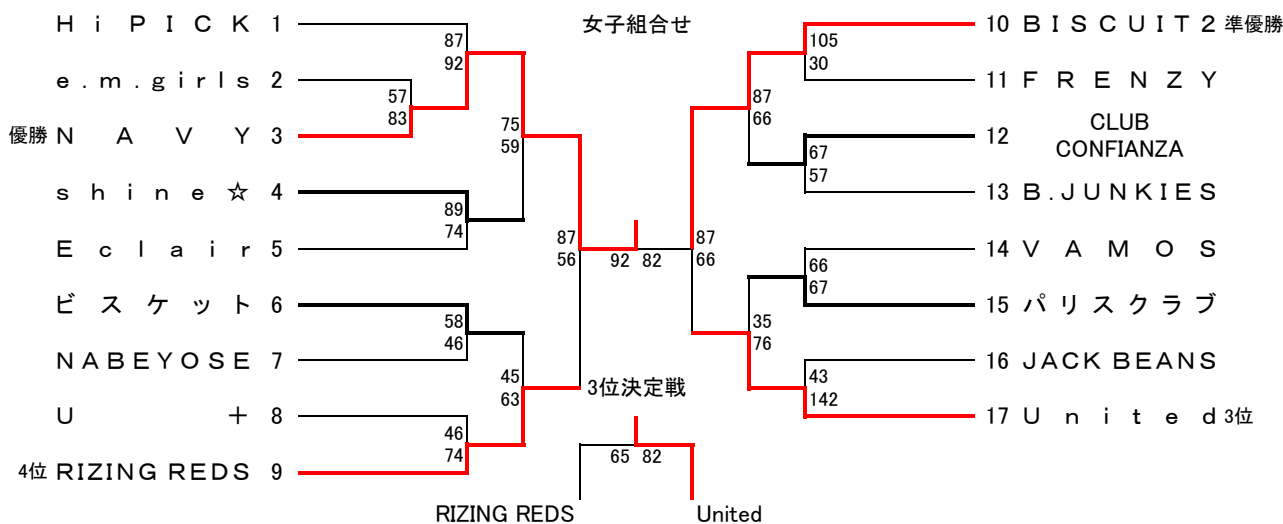 女子組合せ
Hi PICK 1
e.m.girls 2
優勝 NAVY 3
shine☆ 4
Eclair 5
ビスケット 6
NABEYOSE 7
U+ 8
4位 RIZING REDS 9
87
92
57
83
75
59
89
74
87
56
58
46
45
63
46
74
92 82
3位決定戦
65 82
RIZING REDS United
10 BISCUIT2 準優勝
11 FRENZY
12 CLUB
CONFIANZA
13 B.JUNKIES
14 VAMOS
15 パリスクラブ
16 JACK BEANS
17 United 3位
105
30
87
66
67
57
87
66
66
67
35
76
43
142